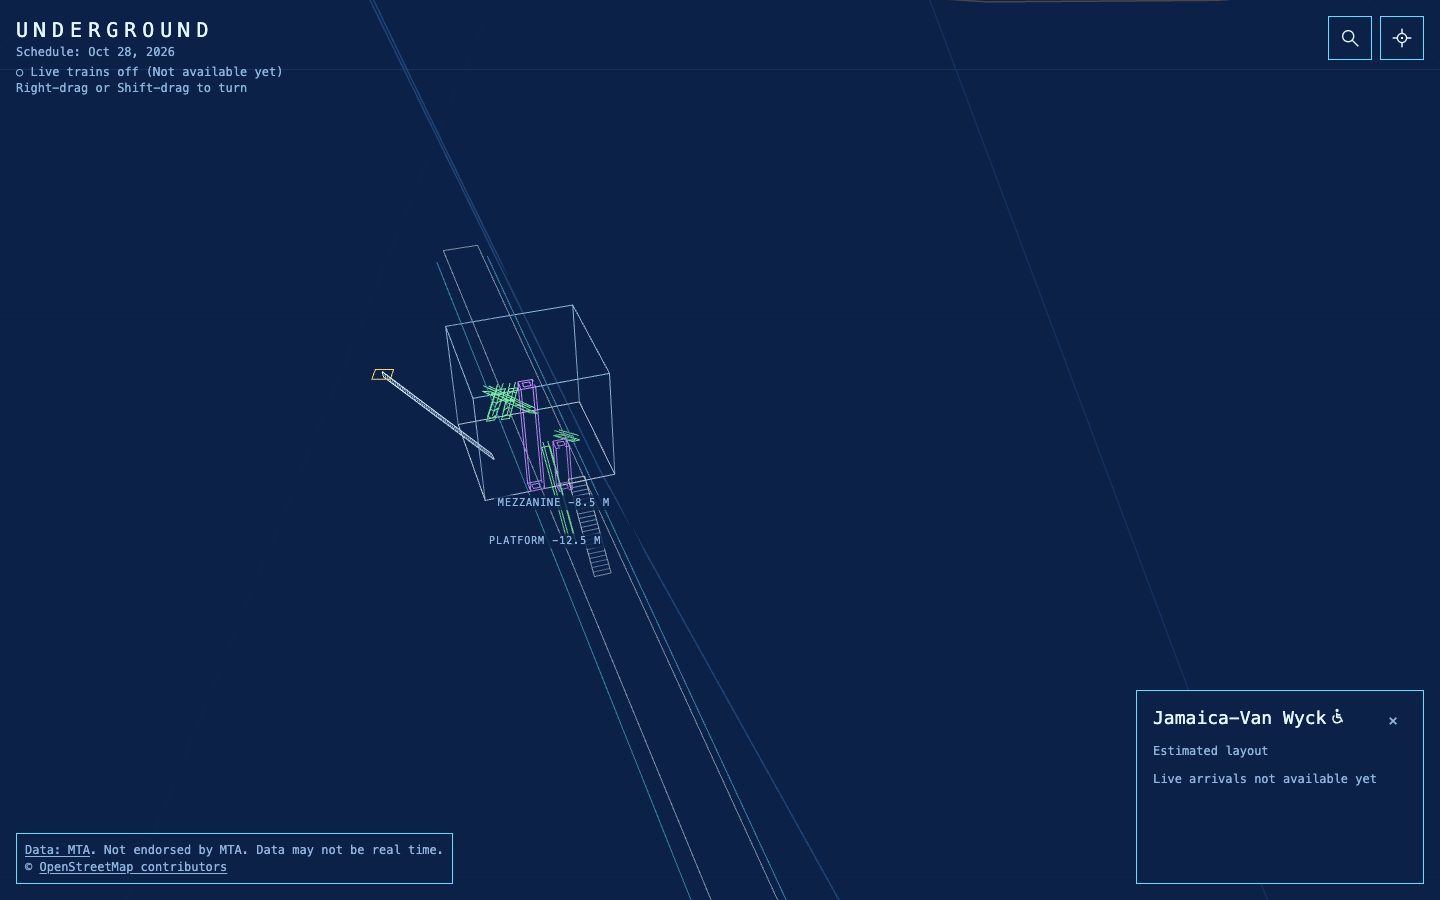 UNDERGROUND
Schedule: Oct 28, 2026
○ Live trains off (Not available yet)
Right-drag or Shift-drag to turn
MEZZANINE -8.5 M
PLATFORM -12.5 M
Jamaica-Van Wyck ♿ ×
Estimated layout
Live arrivals not available yet
Data: MTA. Not endorsed by MTA. Data may not be real time.
© OpenStreetMap contributors